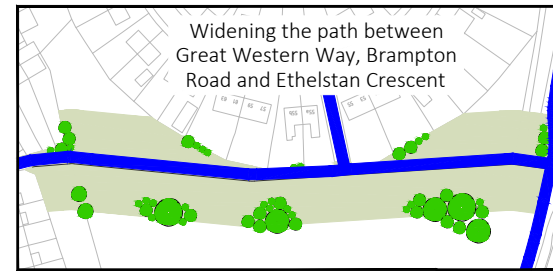 Widening the path between
Great Western Way, Brampton
Road and Ethelstan Crescent